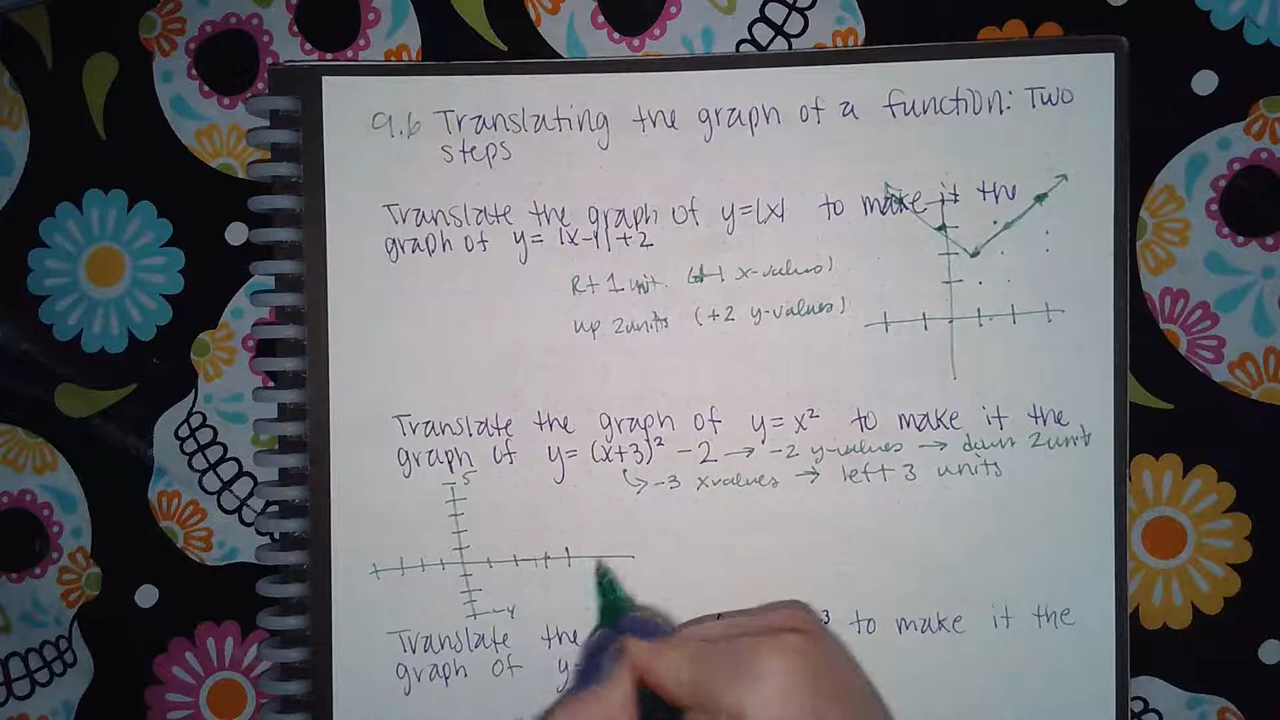 9.6 Translating the graph of a function: Two
steps
Translate the graph of y=|x| to make it the
graph of y= |x-1|+2
Rt 1 unit. (+1 x-values)
up 2units (+2 y-values)
Translate the graph of y=x² to make it the
graph of y= (x+3)² -2 → -2 y-values → down 2unit
↳ -3 xvalues → left 3 units
5
-4
Translate the 3 to make it the
graph of y